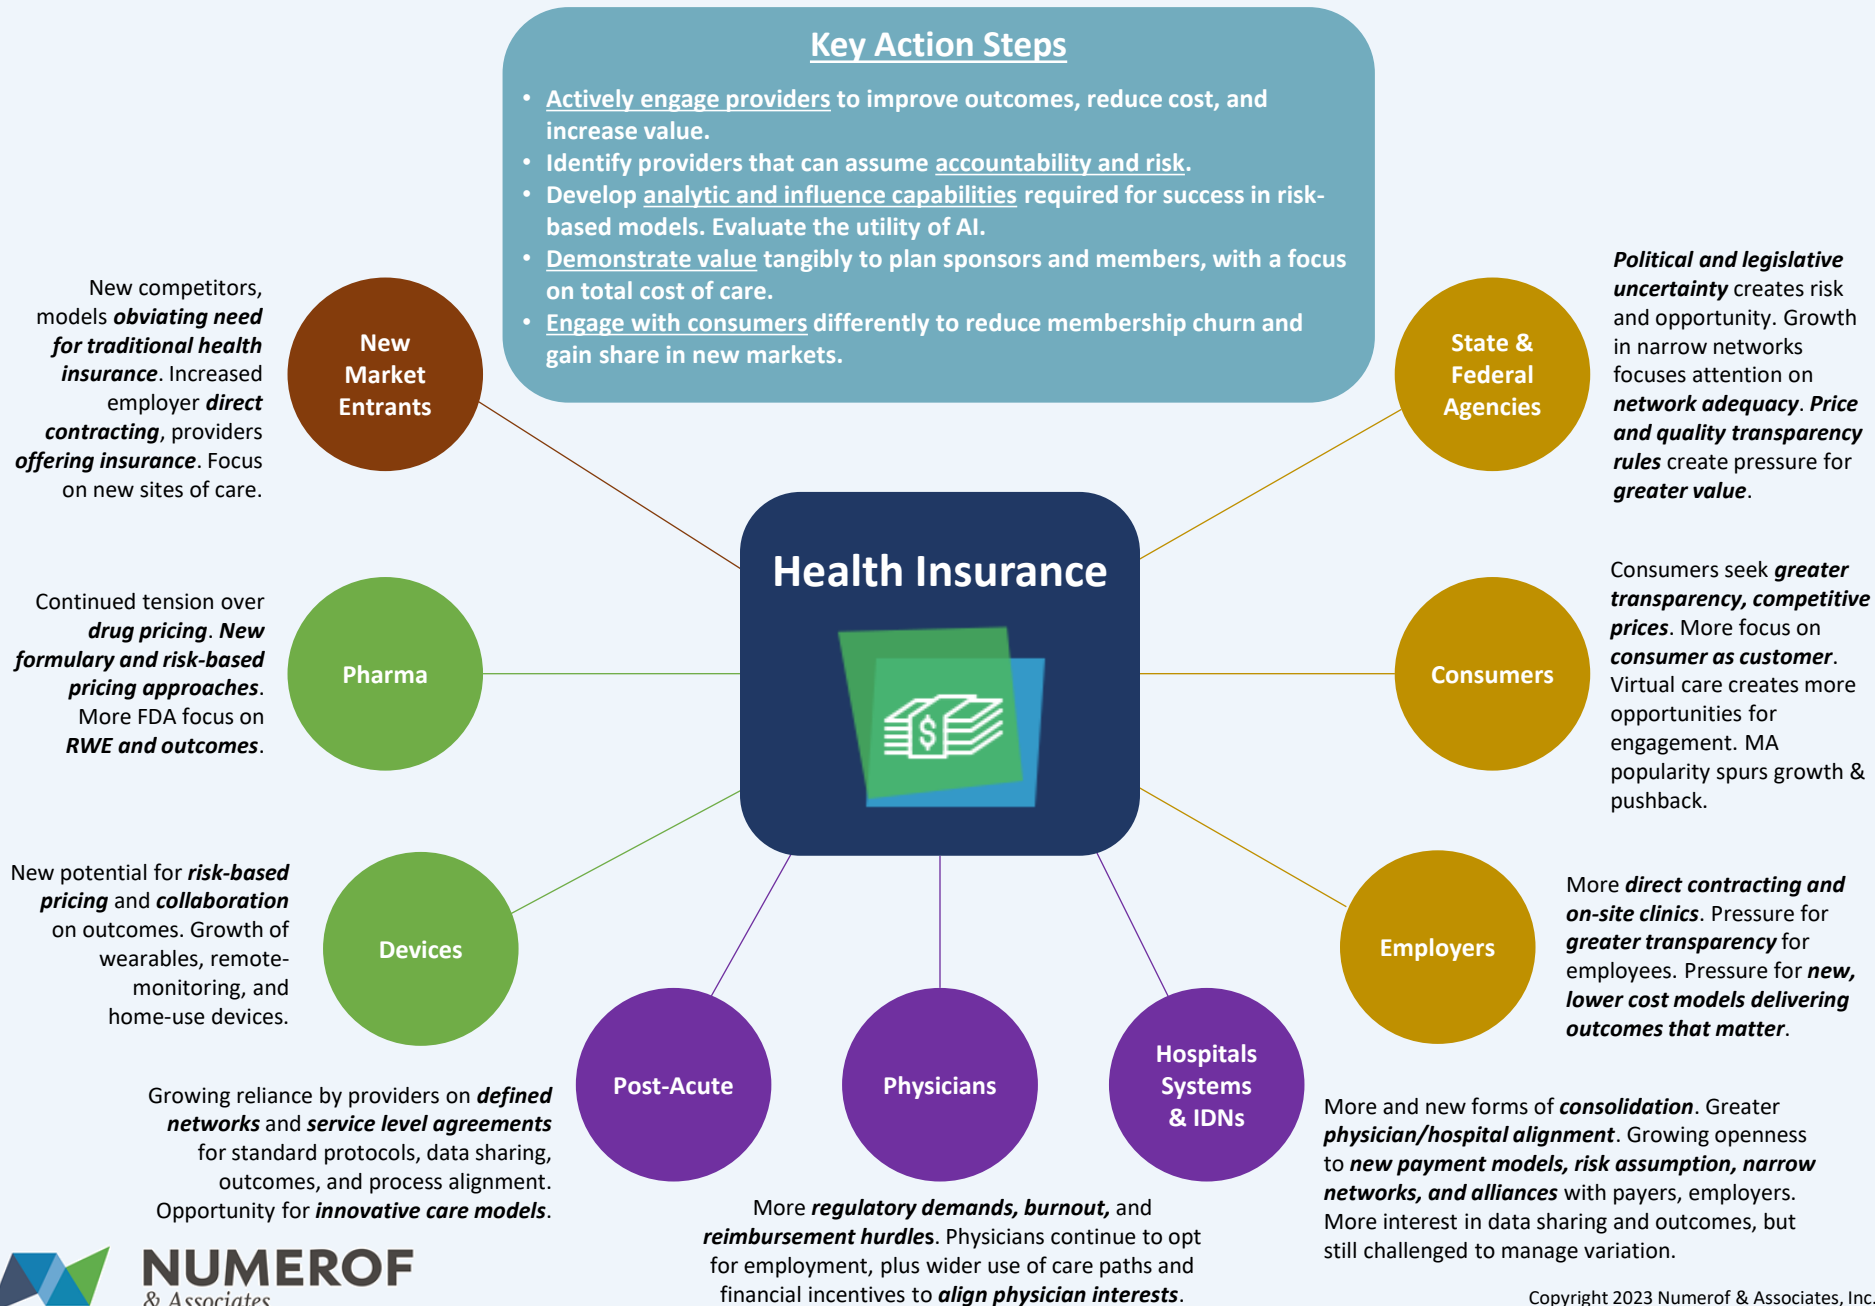 Key Action Steps
• Actively engage providers to improve outcomes, reduce cost, and
increase value.
• Identify providers that can assume accountability and risk.
• Develop analytic and influence capabilities required for success in risk-
based models. Evaluate the utility of AI.
• Demonstrate value tangibly to plan sponsors and members, with a focus
on total cost of care.
• Engage with consumers differently to reduce membership churn and
gain share in new markets.
New competitors,
models obviating need
for traditional health
insurance. Increased
employer direct
contracting, providers
offering insurance. Focus
on new sites of care.
New
Market
Entrants
State &
Federal
Agencies
Political and legislative
uncertainty creates risk
and opportunity. Growth
in narrow networks
focuses attention on
network adequacy. Price
and quality transparency
rules create pressure for
greater value.
Health Insurance
$
Continued tension over
drug pricing. New
formulary and risk-based
pricing approaches.
More FDA focus on
RWE and outcomes.
Pharma
Consumers
Consumers seek greater
transparency, competitive
prices. More focus on
consumer as customer.
Virtual care creates more
opportunities for
engagement. MA
popularity spurs growth &
pushback.
New potential for risk-based
pricing and collaboration
on outcomes. Growth of
wearables, remote-
monitoring, and
home-use devices.
Devices
Employers
More direct contracting and
on-site clinics. Pressure for
greater transparency for
employees. Pressure for new,
lower cost models delivering
outcomes that matter.
Growing reliance by providers on defined
networks and service level agreements
for standard protocols, data sharing,
outcomes, and process alignment.
Opportunity for innovative care models.
Post-Acute
Physicians
More regulatory demands, burnout, and
reimbursement hurdles. Physicians continue to opt
for employment, plus wider use of care paths and
financial incentives to align physician interests.
Hospitals
Systems
& IDNs
More and new forms of consolidation. Greater
physician/hospital alignment. Growing openness
to new payment models, risk assumption, narrow
networks, and alliances with payers, employers.
More interest in data sharing and outcomes, but
still challenged to manage variation.
NUMEROF
& Associates
Copyright 2023 Numerof & Associates, Inc.